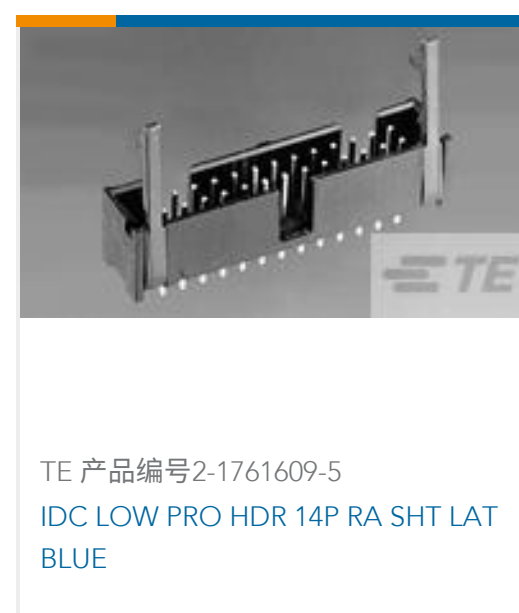 TE
TE 产品编号2-1761609-5
IDC LOW PRO HDR 14P RA SHT LAT
BLUE